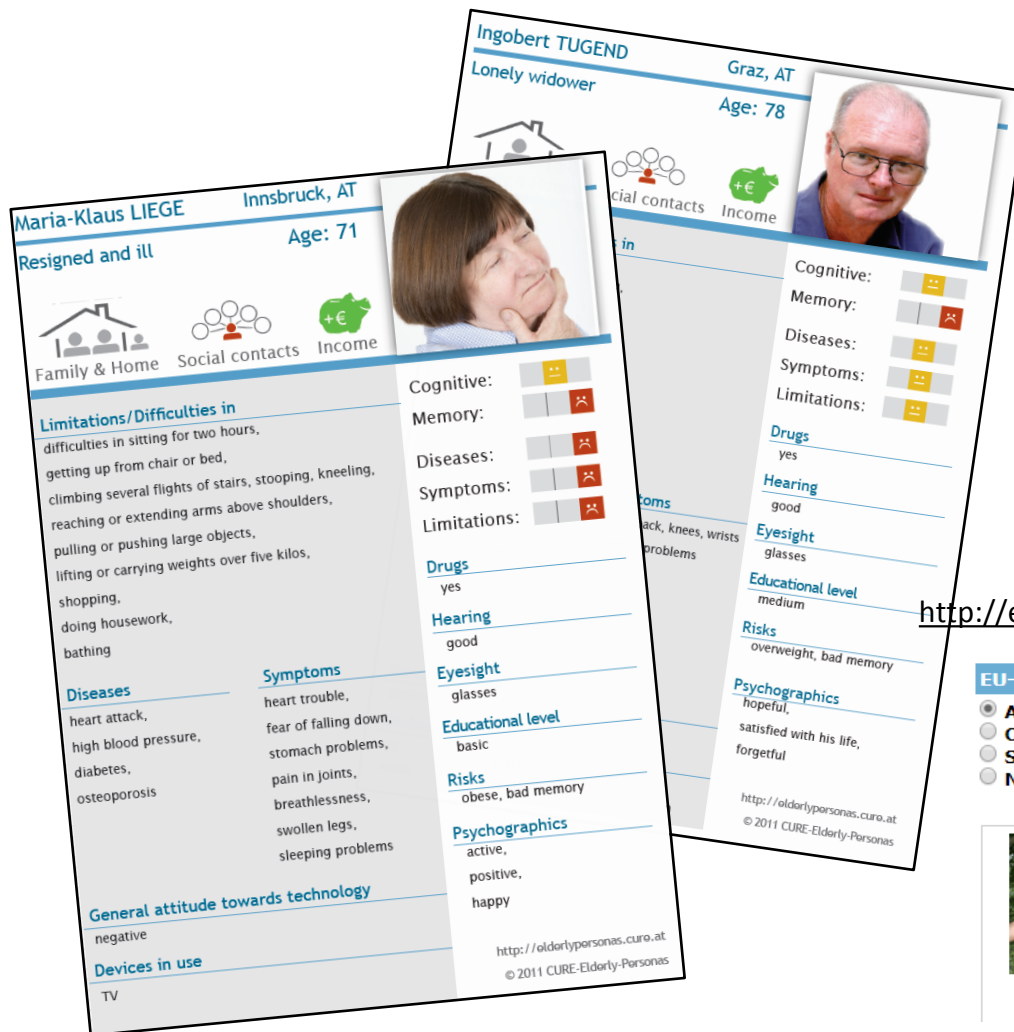 Ingobert TUGEND
Graz, AT
Lonely widower
Age: 78
cial contacts
Income
s in
Cognitive:
Memory:
Diseases:
Symptoms:
Limitations:
Drugs
yes
Hearing
good
toms
ack, knees, wrists
problems
Eyesight
glasses
Educational level
medium
Risks
overweight, bad memory
Psychographics
hopeful,
satisfied with his life,
forgetful
http://elderlypersonas.cure.at
© 2011 CURE-Elderly-Personas
Maria-Klaus LIEGE
Innsbruck, AT
Resigned and ill
Age: 71
Family & Home
Social contacts
+€
Income
Limitations/Difficulties in
difficulties in sitting for two hours,
getting up from chair or bed,
climbing several flights of stairs, stooping, kneeling,
reaching or extending arms above shoulders,
pulling or pushing large objects,
lifting or carrying weights over five kilos,
shopping,
doing housework,
bathing
Diseases
heart attack,
high blood pressure,
diabetes,
osteoporosis
Symptoms
heart trouble,
fear of falling down,
stomach problems,
pain in joints,
breathlessness,
swollen legs,
sleeping problems
General attitude towards technology
negative
Devices in use
TV
Cognitive:
Memory:
Diseases:
Symptoms:
Limitations:
Drugs
yes
Hearing
good
Eyesight
glasses
Educational level
basic
Risks
obese, bad memory
Psychographics
active,
positive,
happy
http://elderlypersonas.cure.at
© 2011 CURE-Elderly-Personas
+€
http://e
EU-
A
C
S
N